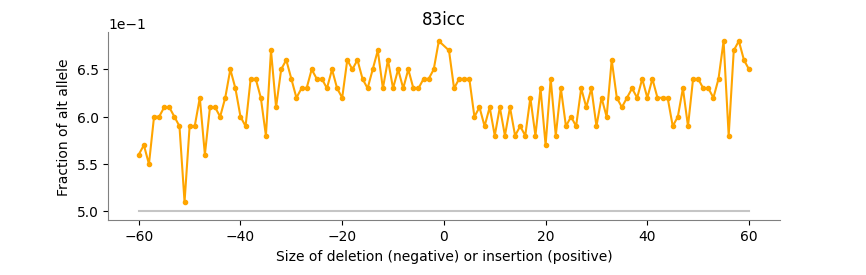 83icc
1e−1
Fraction of alt allele
6.5
6.0
5.5
5.0
−60 −40 −20 0 20 40 60
Size of deletion (negative) or insertion (positive)